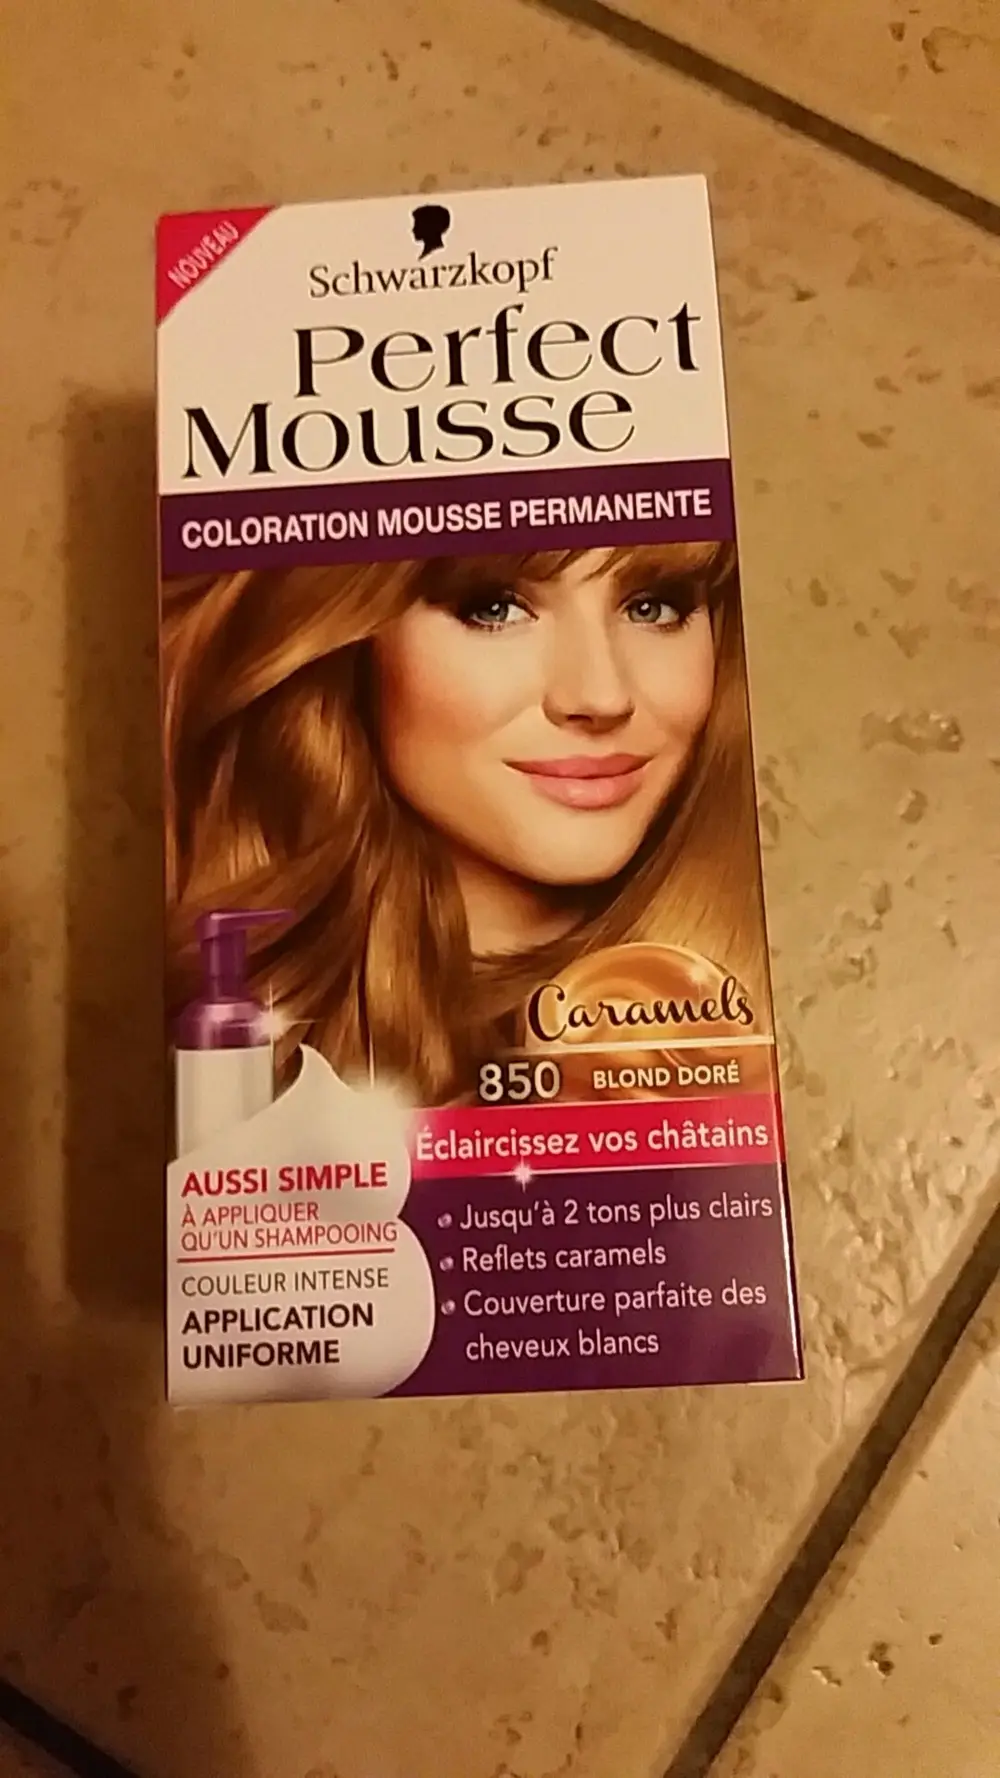 NOUVEAU
Schwarzkopf
Perfect
Mousse
COLORATION MOUSSE PERMANENTE
Caramels
850 BLOND DORÉ
Éclaircissez vos châtains
AUSSI SIMPLE
À APPLIQUER
QU'UN SHAMPOOING
COULEUR INTENSE
APPLICATION
UNIFORME
Jusqu'à 2 tons plus clairs
Reflets caramels
Couverture parfaite des
cheveux blancs